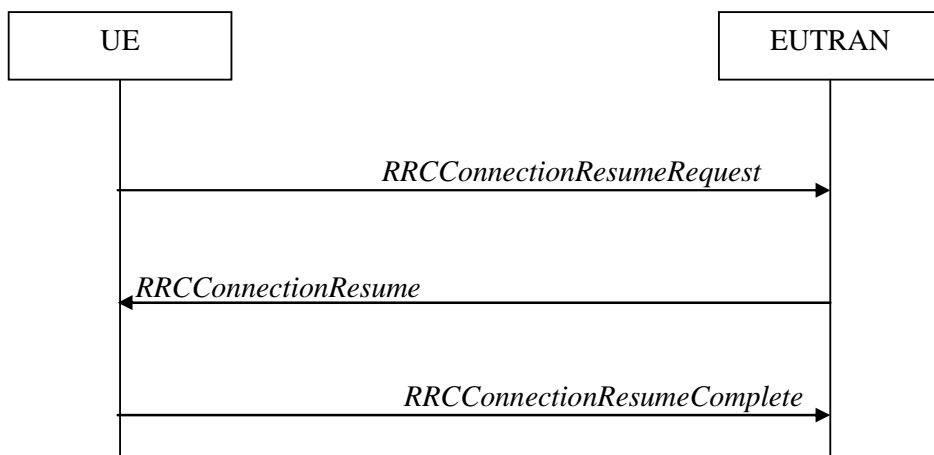 UE
EUTRAN
RRCConnectionResumeRequest
RRCConnectionResume
RRCConnectionResumeComplete